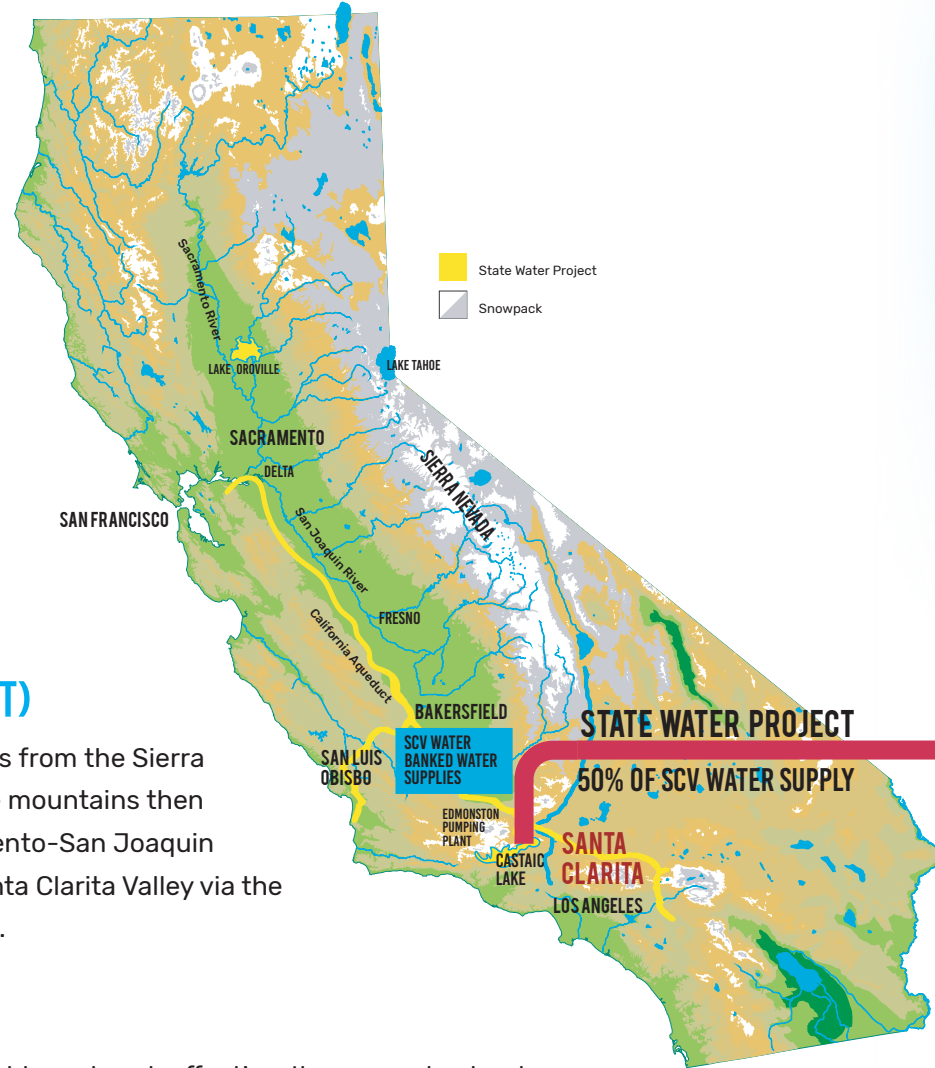 State Water Project
Snowpack
Sacramento River
LAKE OROVILLE
LAKE TAHOE
SACRAMENTO
DELTA
SIERRA NEVADA
SAN FRANCISCO
San Joaquin River
FRESNO
California Aqueduct
T)
s from the Sierra
mountains then
ento-San Joaquin
nta Clarita Valley via the
.
BAKERSFIELD
SCV WATER
BANKED WATER
SUPPLIES
SAN LUIS
OBISBO
STATE WATER PROJECT
50% OF SCV WATER SUPPLY
EDMONSTON
PUMPING
PLANT
CASTAIC
LAKE
SANTA
CLARITA
LOS ANGELES